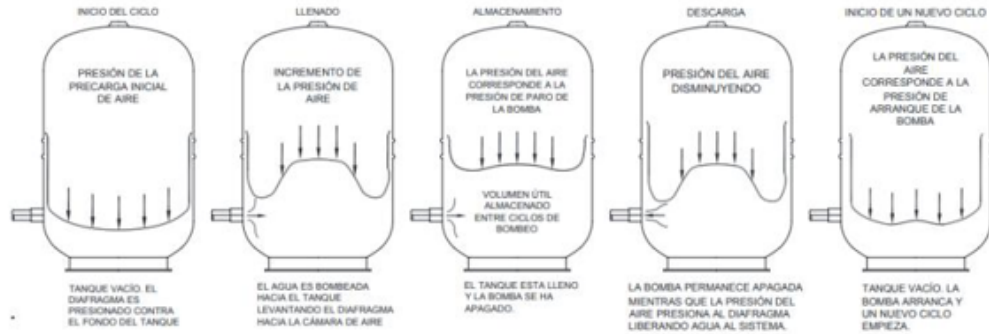 INICIO DEL CICLO
PRESIÓN DE LA
PRECARGA INICIAL
DE AIRE
TANQUE VACÍO. EL
DIAFRAGMA ES
PRESIONADO CONTRA
EL FONDO DEL TANQUE
LLENADO
INCREMENTO DE
LA PRESIÓN DE
AIRE
EL AGUA ES BOMBEADA
HACIA EL TANQUE
LEVANTANDO EL DIAFRAGMA
HACIA LA CÁMARA DE AIRE
ALMACENAMIENTO
LA PRESIÓN DEL AIRE
CORRESPONDE A LA
PRESIÓN DE PARO DE
LA BOMBA
VOLUMEN ÚTIL
ALMACENADO
ENTRE CICLOS DE
BOMBEO
EL TANQUE ESTA LLENO
Y LA BOMBA SE HA
APAGADO.
DESCARGA
PRESIÓN DEL AIRE
DISMINUYENDO
LA BOMBA PERMANECE APAGADA
MIENTRAS QUE LA PRESIÓN DEL
AIRE PRESIONA AL DIAFRAGMA
LIBERANDO AGUA AL SISTEMA.
INICIO DE UN NUEVO CICLO
LA PRESIÓN DEL
AIRE
CORRESPONDE A LA
PRESIÓN DE
ARRANQUE DE LA
BOMBA
TANQUE VACÍO. LA
BOMBA ARRANCA Y
UN NUEVO CICLO
EMPIEZA.